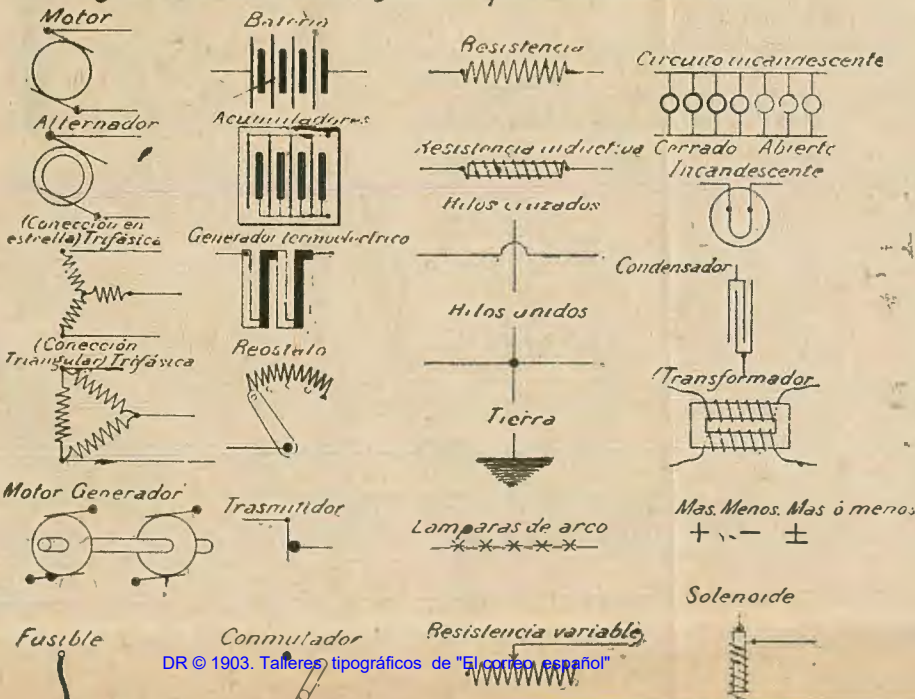 Motor
Alternador
(Conección en
estrella) Trifásica
(Conección
Triangular) Trifásica
Motor Generador
Fusible
Batería
Acumuladores
Generador termoeléctrico
Reostato
Trasmitidor
Conmutador
Resistencia
Resistencia inductiva
Hilos cruzados
Hilos unidos
Tierra
Lamparas de arco
Resistencia variable
Circuito incandescente
Cerrado Abierto
Incandescente
Condensador
Transformador
Mas. Menos. Mas ó menos
+ - ±
Solenoide
DR © 1903. Talleres tipográficos de "El correo español"